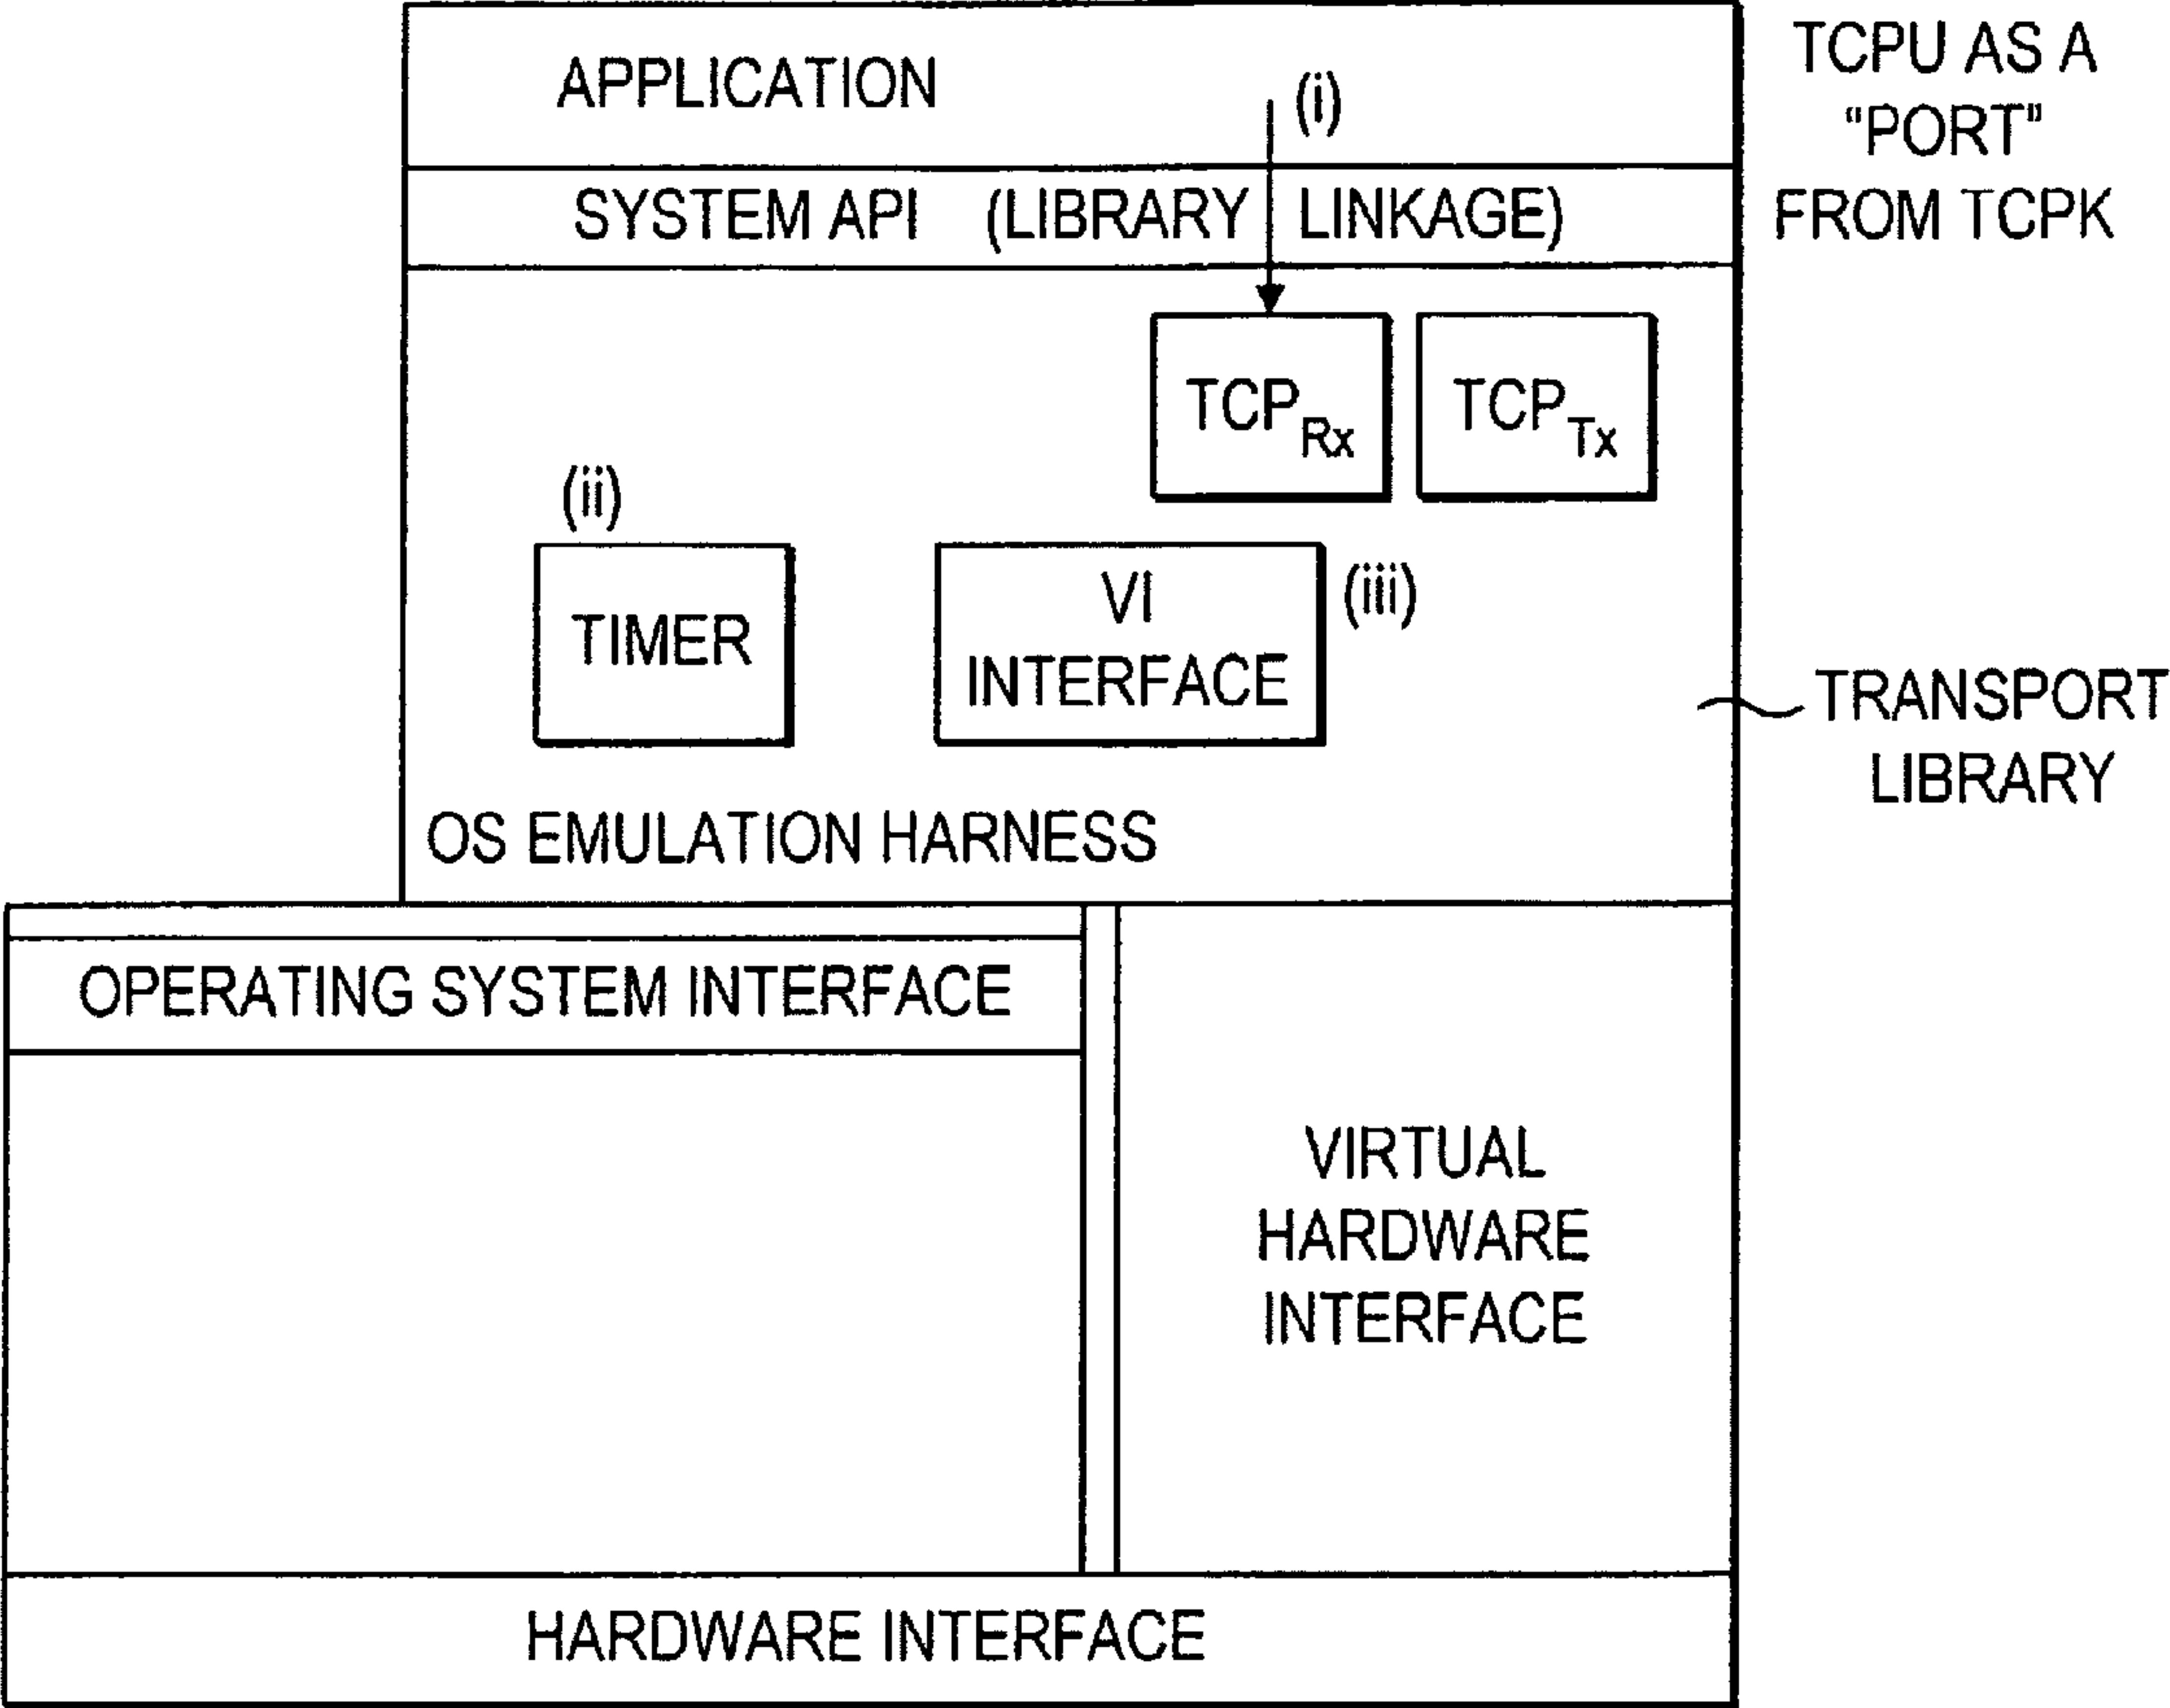 APPLICATION
(i)
TCPU AS A
"PORT"
FROM TCPK
SYSTEM API (LIBRARY LINKAGE)
TCPRx
TCPTx
(ii)
TIMER
VI
INTERFACE
(iii)
TRANSPORT
LIBRARY
OS EMULATION HARNESS
OPERATING SYSTEM INTERFACE
VIRTUAL
HARDWARE
INTERFACE
HARDWARE INTERFACE